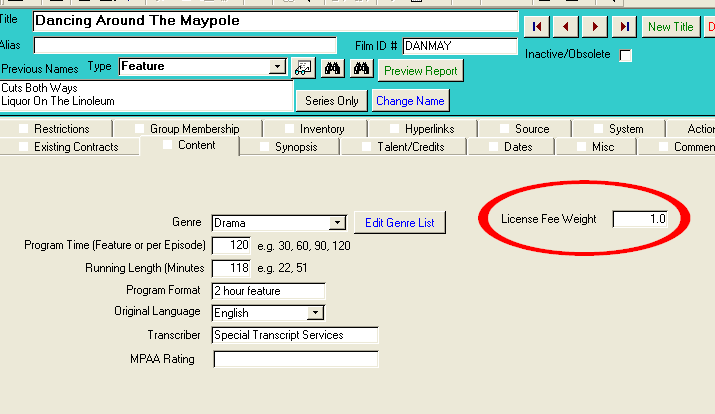 Title Dancing Around The Maypole New Title
Alias Film ID # DANMAY Inactive/Obsolete
Previous Names Type Feature Preview Report
Cuts Both Ways
Liquor On The Linoleum Series Only Change Name
Restrictions Group Membership Inventory Hyperlinks Source System Action
Existing Contracts Content Synopsis Talent/Credits Dates Misc Commen
Genre Drama Edit Genre List License Fee Weight 1.0
Program Time (Feature or per Episode) 120 e.g. 30, 60, 90, 120
Running Length (Minutes 118 e.g. 22, 51
Program Format 2 hour feature
Original Language English
Transcriber Special Transcript Services
MPAA Rating